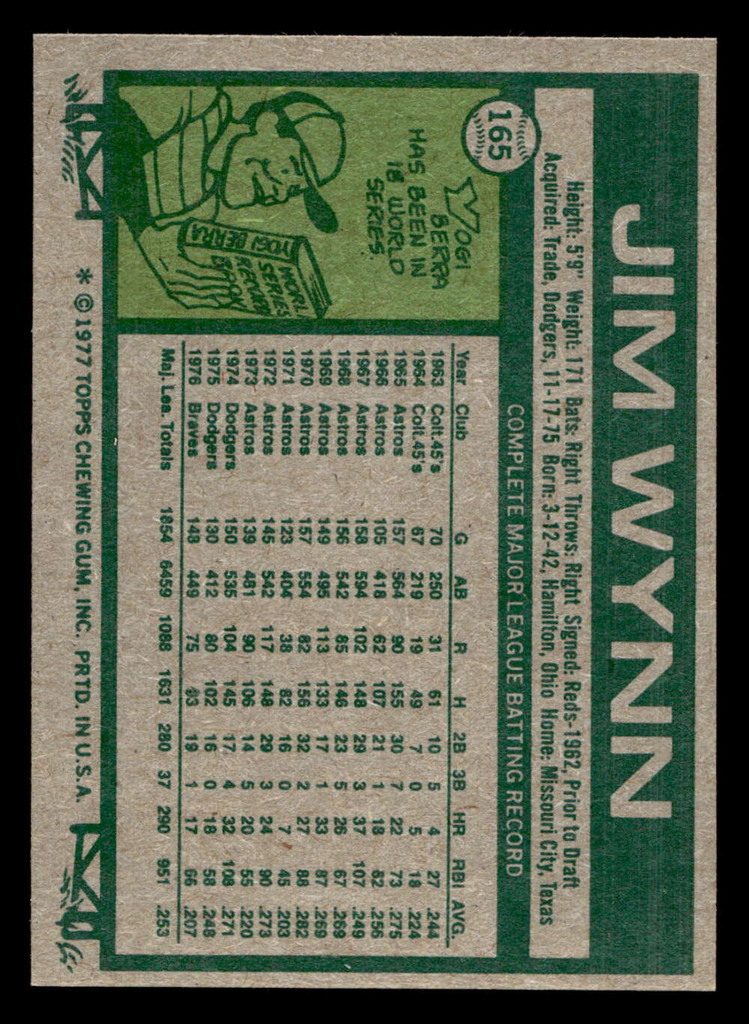 JIM WYNN
165
Height: 5'9" Weight: 171 Bats: Right Throws: Right Signed: Reds-1962, Prior to Draft
Acquired: Trade, Dodgers, 11-17-75 Born: 3-12-42, Hamilton, Ohio Home: Missouri City, Texas
COMPLETE MAJOR LEAGUE BATTING RECORD
YOGI
BERRA
HAS BEEN IN
18 WORLD
SERIES.
WORL
SERIES
RECORD
BOOK
YOGI BERRA
Year Club G AB R H 2B 3B HR RBI AVG.
1963 Colt.45's 70 250 31 61 10 5 4 27 .244
1964 Colt.45's 67 219 19 49 7 0 5 18 .224
1965 Astros 157 564 90 155 30 7 22 73 .275
1966 Astros 105 418 62 107 21 1 18 62 .256
1967 Astros 158 594 102 148 29 3 37 107 .249
1968 Astros 156 542 85 146 23 5 26 67 .269
1969 Astros 149 495 113 133 17 1 33 87 .269
1970 Astros 157 554 82 156 32 2 27 88 .282
1971 Astros 123 404 38 82 16 0 7 45 .203
1972 Astros 145 542 117 148 29 3 24 90 .273
1973 Astros 139 481 90 106 14 5 20 55 .220
1974 Dodgers 150 535 104 145 17 4 32 108 .271
1975 Dodgers 130 412 80 102 16 0 18 58 .248
1976 Braves 148 449 75 93 19 1 17 66 .207
Maj. Lea. Totals 1854 6459 1088 1631 280 37 290 951 .253
* © 1977 TOPPS CHEWING GUM, INC. PRTD. IN U.S.A.